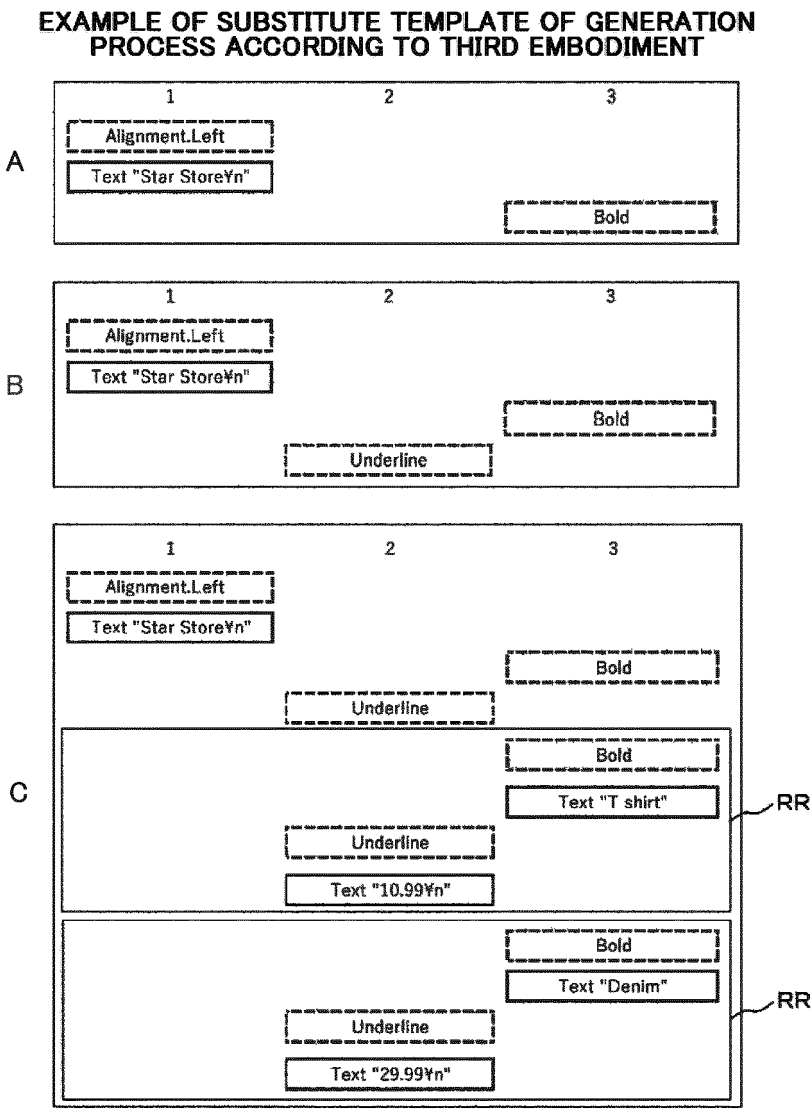 EXAMPLE OF SUBSTITUTE TEMPLATE OF GENERATION
PROCESS ACCORDING TO THIRD EMBODIMENT
A
1 2 3
Alignment.Left
Text "Star Store¥n"
Bold
B
1 2 3
Alignment.Left
Text "Star Store¥n"
Bold
Underline
C
1 2 3
Alignment.Left
Text "Star Store¥n"
Bold
Underline
Bold
Text "T shirt"
RR
Underline
Text "10.99¥n"
Bold
Text "Denim"
RR
Underline
Text "29.99¥n"